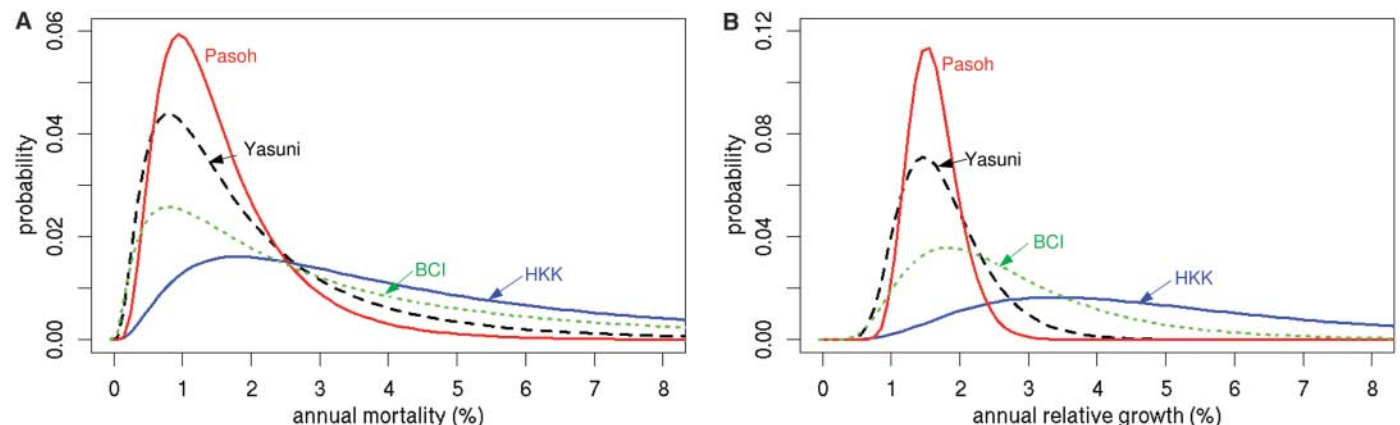 A
probability
0.06
0.04
0.02
0.00
Pasoh
Yasuni
BCI
HKK
0 1 2 3 4 5 6 7 8
annual mortality (%)
B
probability
0.12
0.08
0.04
0.00
Pasoh
Yasuni
BCI
HKK
0 1 2 3 4 5 6 7 8
annual relative growth (%)